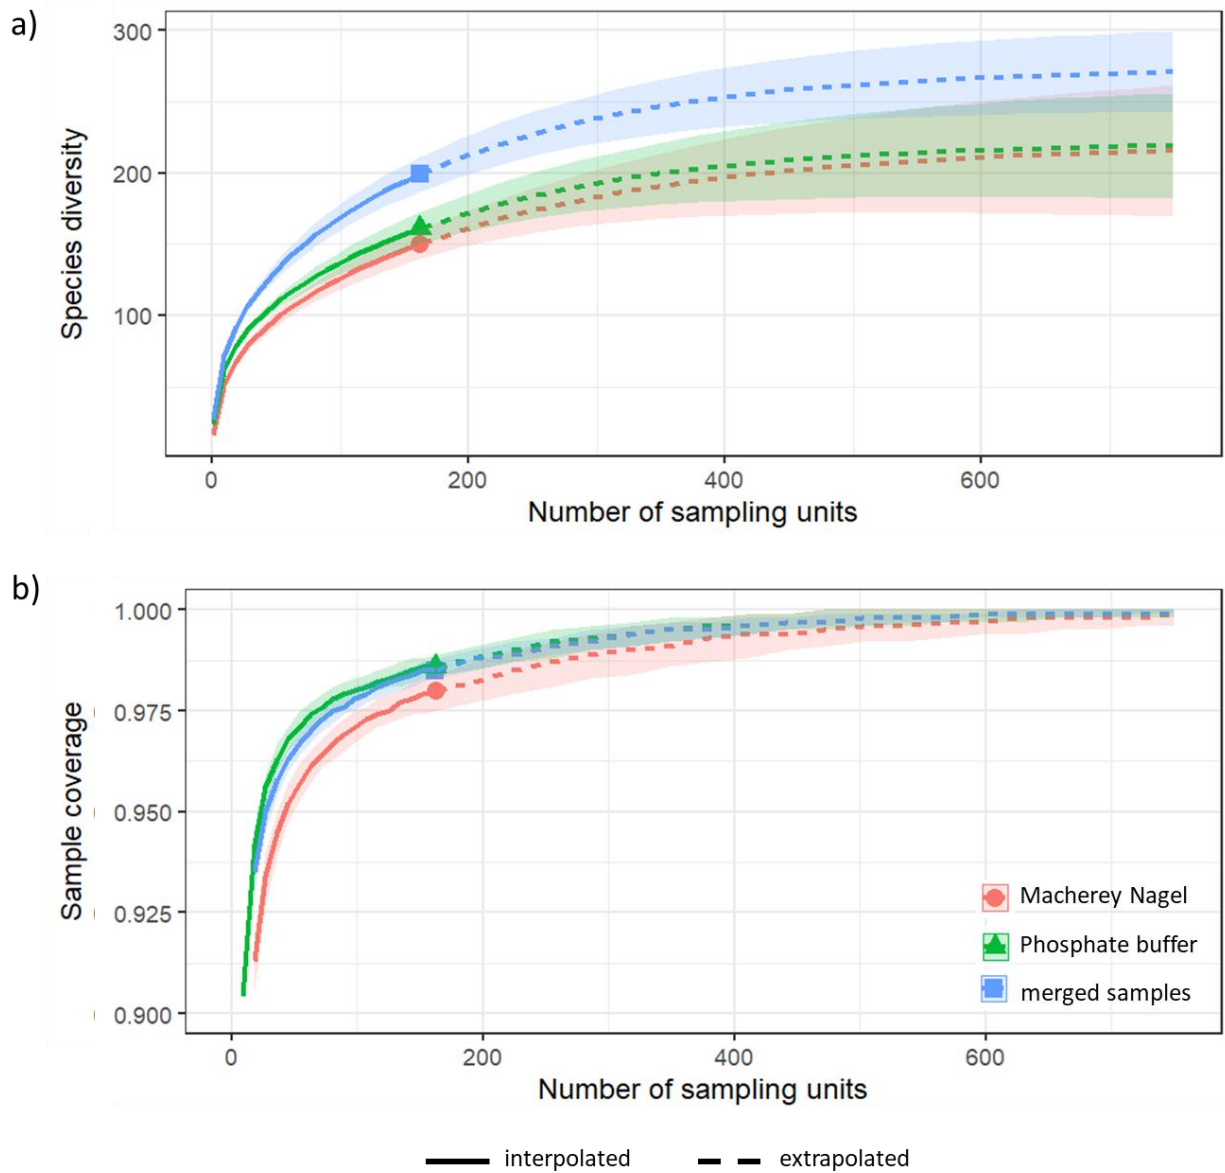 a)
300
200
100
Species diversity
0 200 400 600
Number of sampling units
b)
1.000
0.975
0.950
0.925
0.900
Sample coverage
Macherey Nagel
Phosphate buffer
merged samples
0 200 400 600
Number of sampling units
interpolated extrapolated